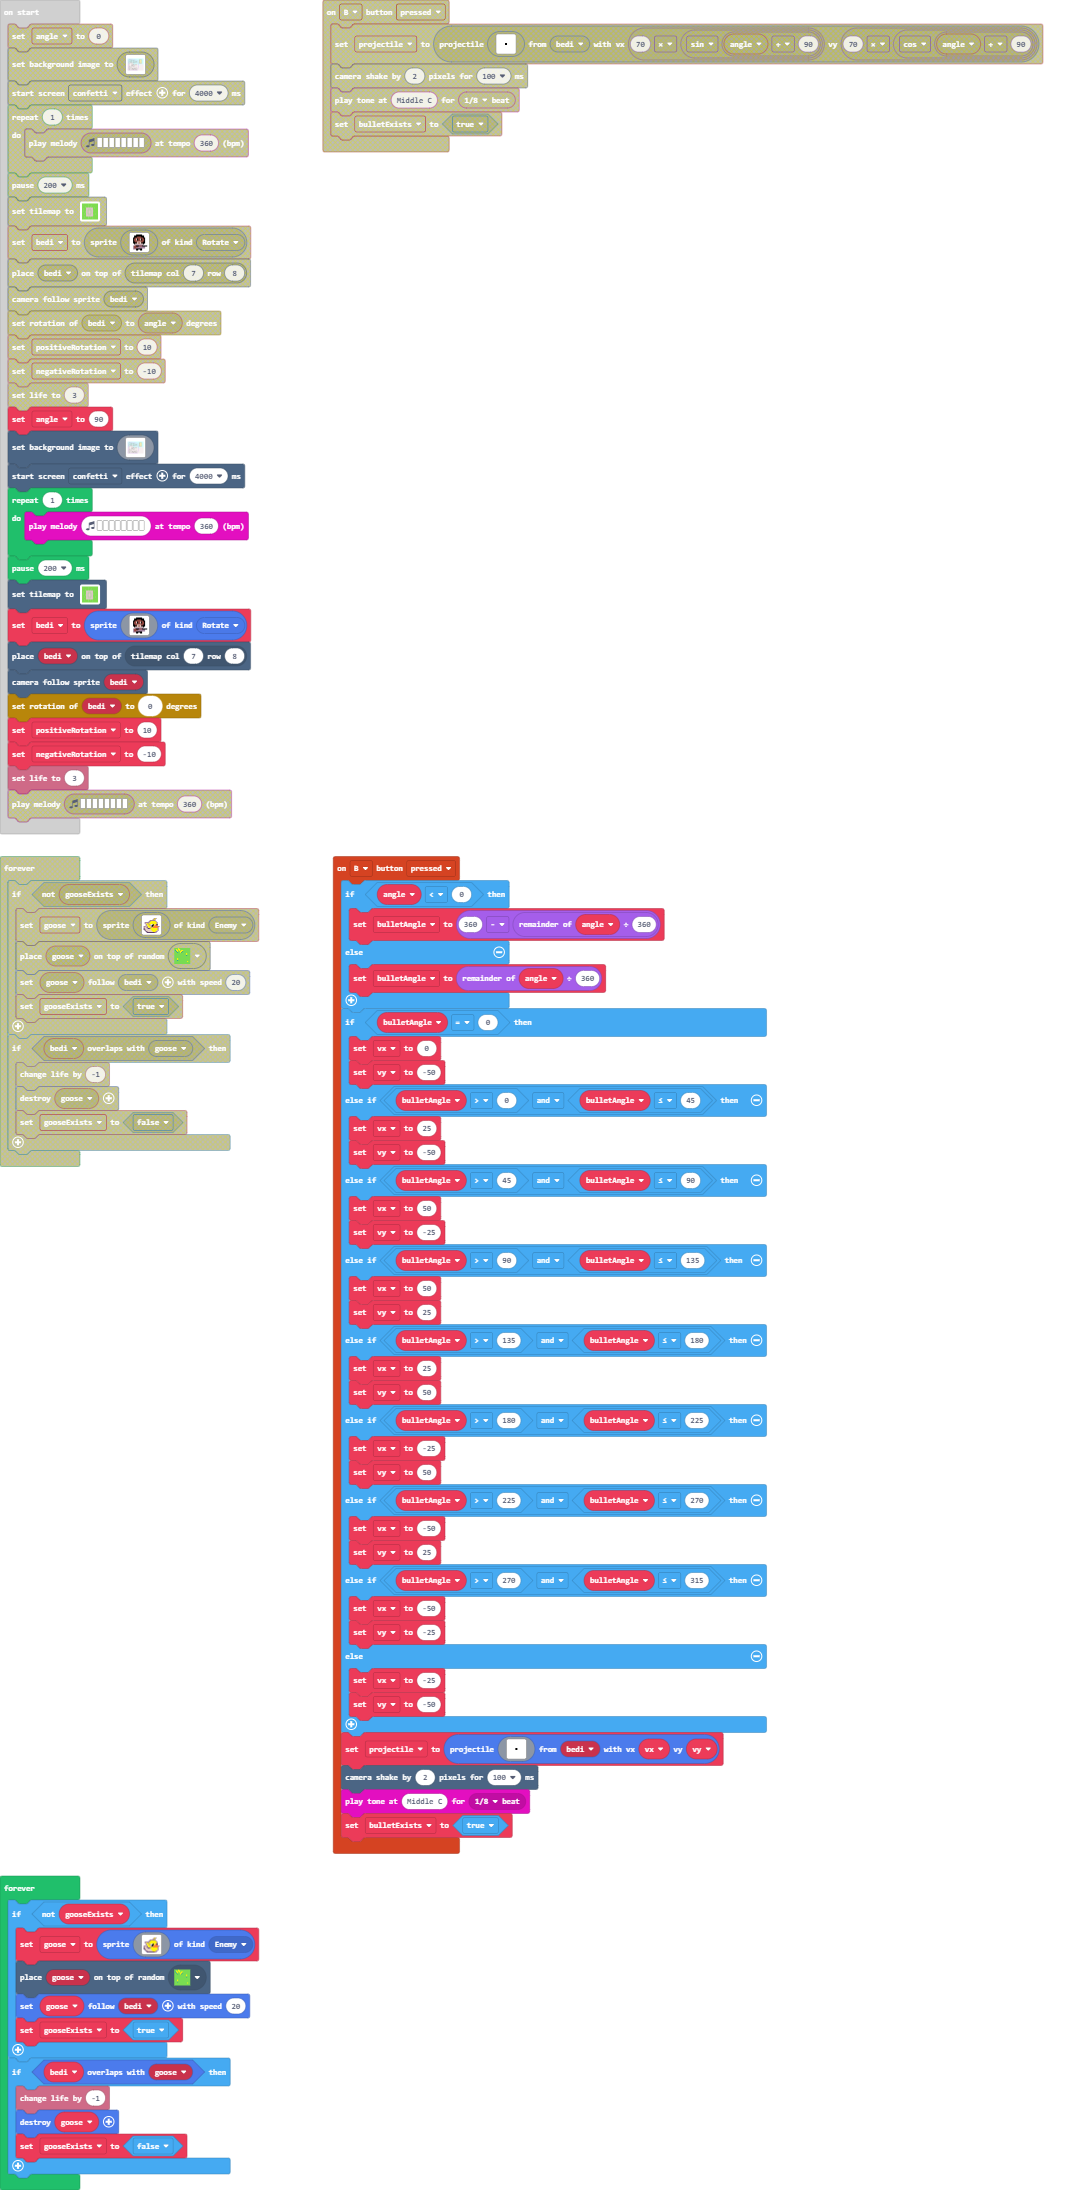 on start
set angle to 0
set background image to
start screen confetti effect for 4000 ms
repeat 1 times
do
play melody at tempo 360 (bpm)
pause 200 ms
set tilemap to
set bedi to sprite of kind Rotate
place bedi on top of tilemap col 7 row 8
camera follow sprite bedi
set rotation of bedi to angle degrees
set positiveRotation to 10
set negativeRotation to -10
set life to 3
set angle to 90
set background image to
start screen confetti effect for 4000 ms
repeat 1 times
do
play melody at tempo 360 (bpm)
pause 200 ms
set tilemap to
set bedi to sprite of kind Rotate
place bedi on top of tilemap col 7 row 8
camera follow sprite bedi
set rotation of bedi to 0 degrees
set positiveRotation to 10
set negativeRotation to -10
set life to 3
play melody at tempo 360 (bpm)
on B button pressed
set projectile to projectile from bedi with vx 70 × sin angle + 90 vy 70 × cos angle + 90
camera shake by 2 pixels for 100 ms
play tone at Middle C for 1/8 beat
set bulletExists to true
forever
if not gooseExists then
set goose to sprite of kind Enemy
place goose on top of random
set goose follow bedi with speed 20
set gooseExists to true
if bedi overlaps with goose then
change life by -1
destroy goose
set gooseExists to false
on B button pressed
if angle < 0 then
set bulletAngle to 360 - remainder of angle ÷ 360
else
set bulletAngle to remainder of angle ÷ 360
if bulletAngle = 0 then
set vx to 0
set vy to -50
else if bulletAngle > 0 and bulletAngle ≤ 45 then
set vx to 25
set vy to -50
else if bulletAngle > 45 and bulletAngle ≤ 90 then
set vx to 50
set vy to -25
else if bulletAngle > 90 and bulletAngle ≤ 135 then
set vx to 50
set vy to 25
else if bulletAngle > 135 and bulletAngle ≤ 180 then
set vx to 25
set vy to 50
else if bulletAngle > 180 and bulletAngle ≤ 225 then
set vx to -25
set vy to 50
else if bulletAngle > 225 and bulletAngle ≤ 270 then
set vx to -50
set vy to 25
else if bulletAngle > 270 and bulletAngle ≤ 315 then
set vx to -50
set vy to -25
else
set vx to -25
set vy to -50
set projectile to projectile from bedi with vx vx vy vy
camera shake by 2 pixels for 100 ms
play tone at Middle C for 1/8 beat
set bulletExists to true
forever
if not gooseExists then
set goose to sprite of kind Enemy
place goose on top of random
set goose follow bedi with speed 20
set gooseExists to true
if bedi overlaps with goose then
change life by -1
destroy goose
set gooseExists to false